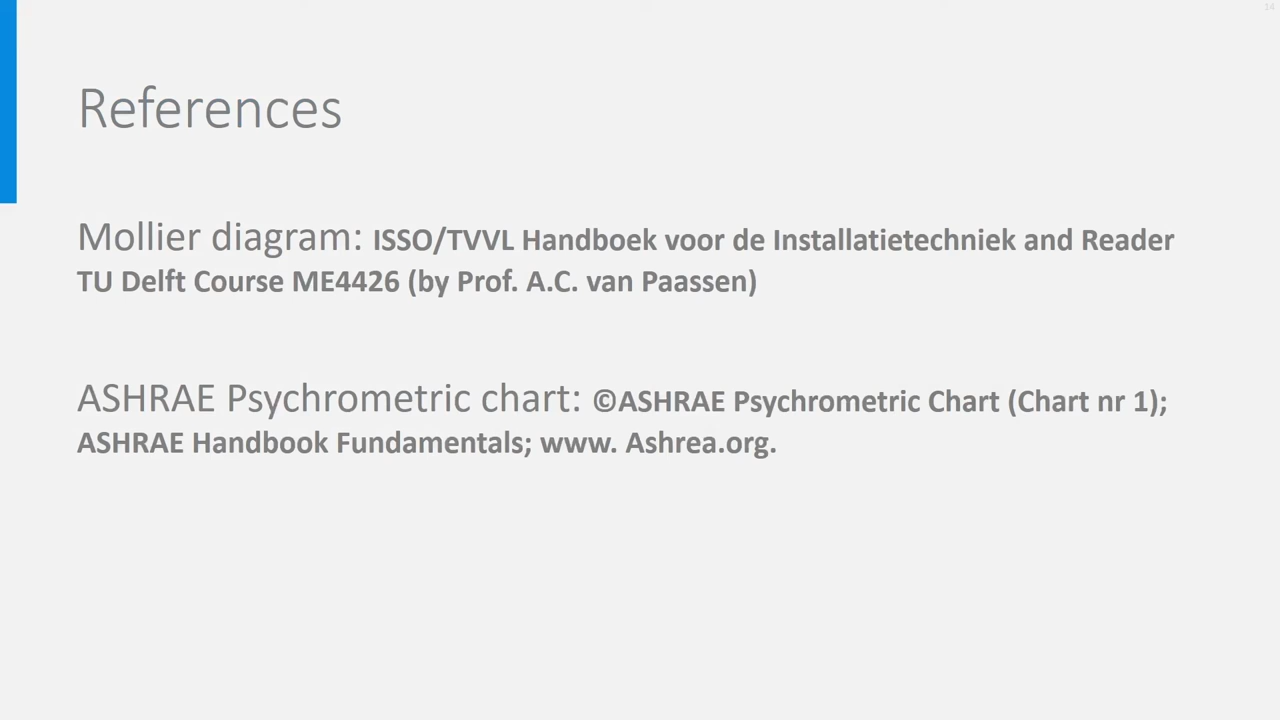 14
References
Mollier diagram: ISSO/TVVL Handboek voor de Installatietechniek and Reader
TU Delft Course ME4426 (by Prof. A.C. van Paassen)
ASHRAE Psychrometric chart: ©ASHRAE Psychrometric Chart (Chart nr 1);
ASHRAE Handbook Fundamentals; www. Ashrea.org.